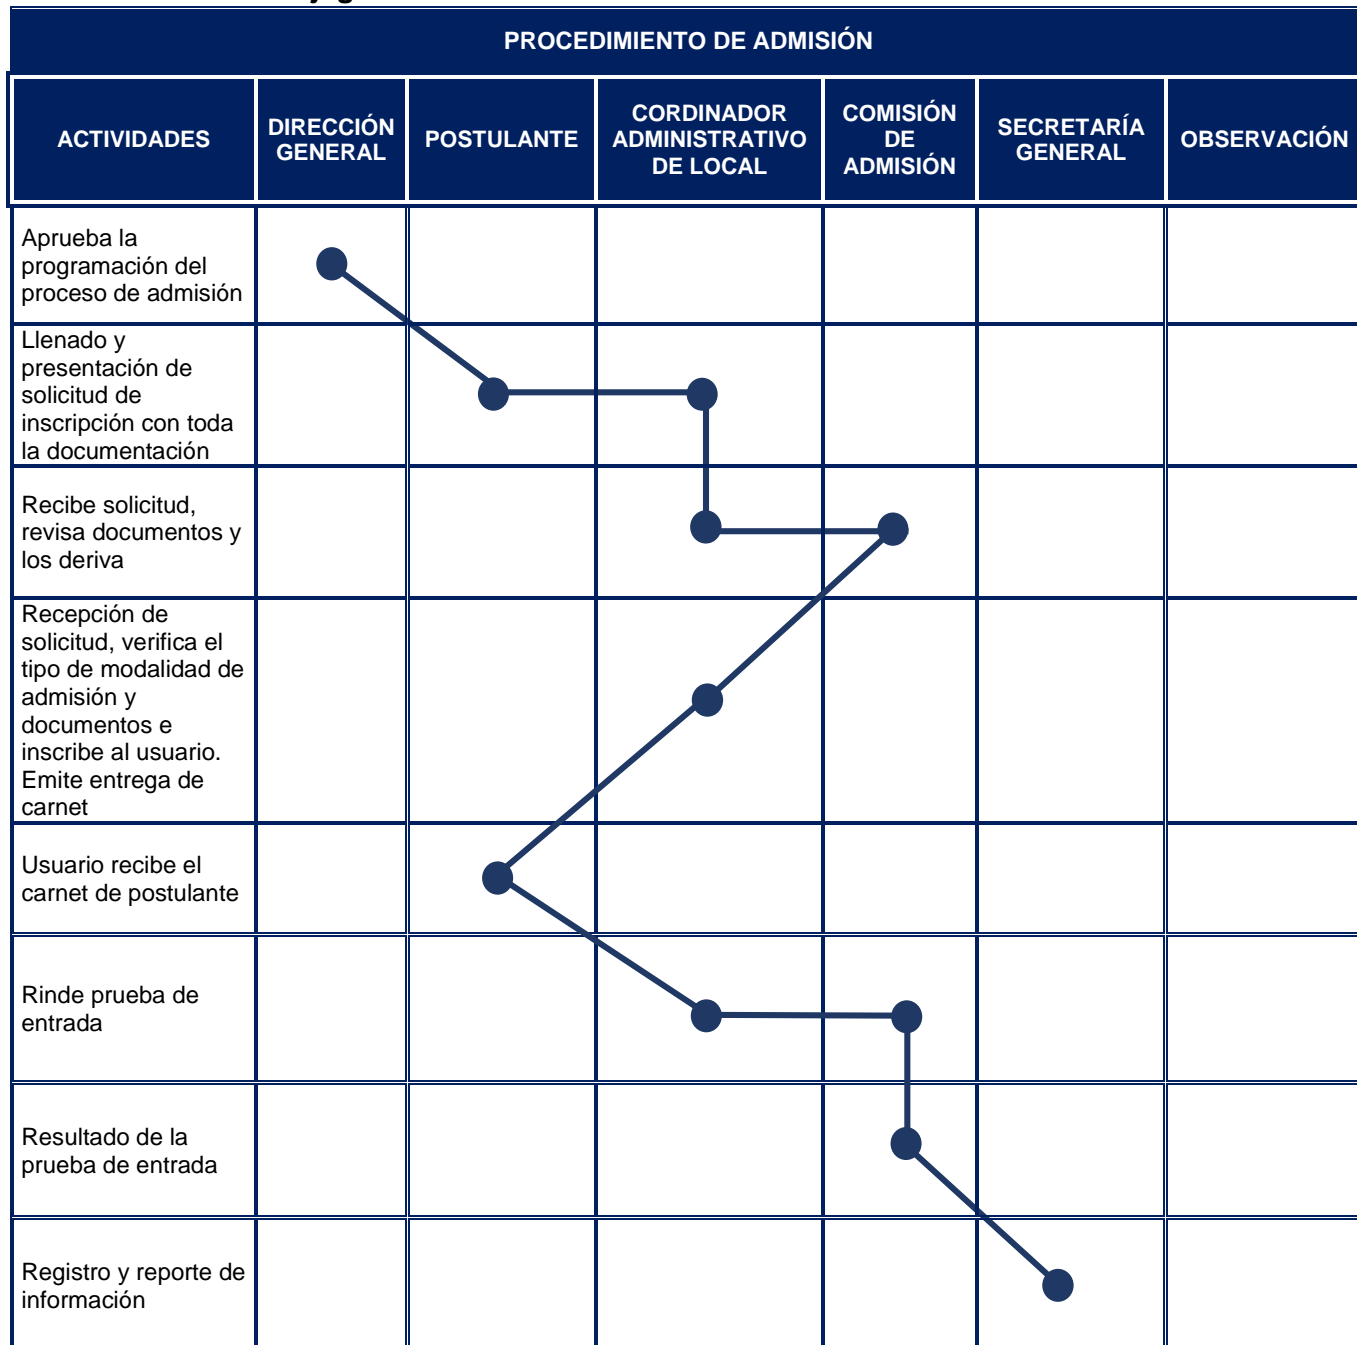 PROCEDIMIENTO DE ADMISIÓN
ACTIVIDADES
DIRECCIÓN
GENERAL
POSTULANTE
CORDINADOR
ADMINISTRATIVO
DE LOCAL
COMISIÓN
DE
ADMISIÓN
SECRETARÍA
GENERAL
OBSERVACIÓN
Aprueba la
programación del
proceso de admisión
Llenado y
presentación de
solicitud de
inscripción con toda
la documentación
Recibe solicitud,
revisa documentos y
los deriva
Recepción de
solicitud, verifica el
tipo de modalidad de
admisión y
documentos e
inscribe al usuario.
Emite entrega de
carnet
Usuario recibe el
carnet de postulante
Rinde prueba de
entrada
Resultado de la
prueba de entrada
Registro y reporte de
información